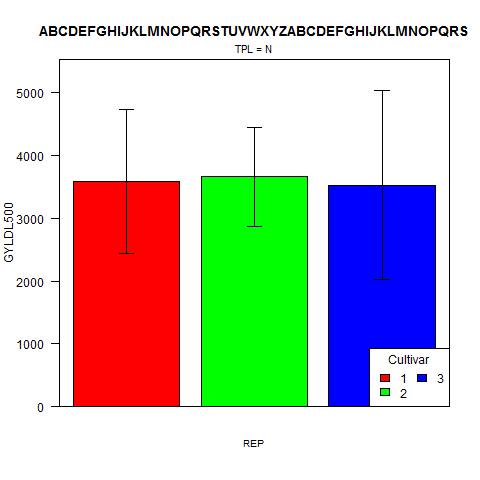 ABCDEFGHIJKLMNOPQRSTUVWXYZABCDEFGHIJKLMNOPQRS
TPL = N
5000
4000
3000
2000
1000
0
GYLDL500
Cultivar
1 3
2
REP